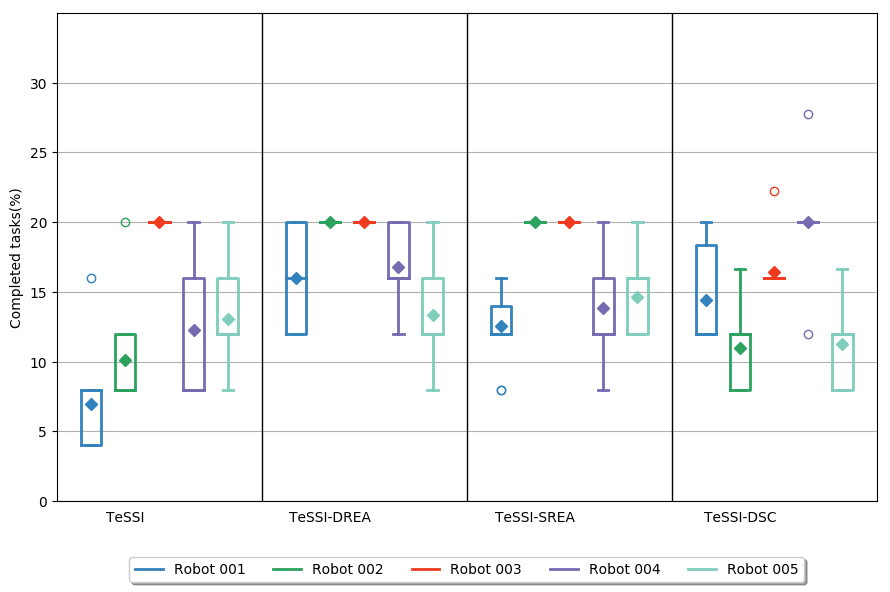 Completed tasks(%)
30
25
20
15
10
5
0
TeSSI TeSSI-DREA TeSSI-SREA TeSSI-DSC
Robot 001 Robot 002 Robot 003 Robot 004 Robot 005